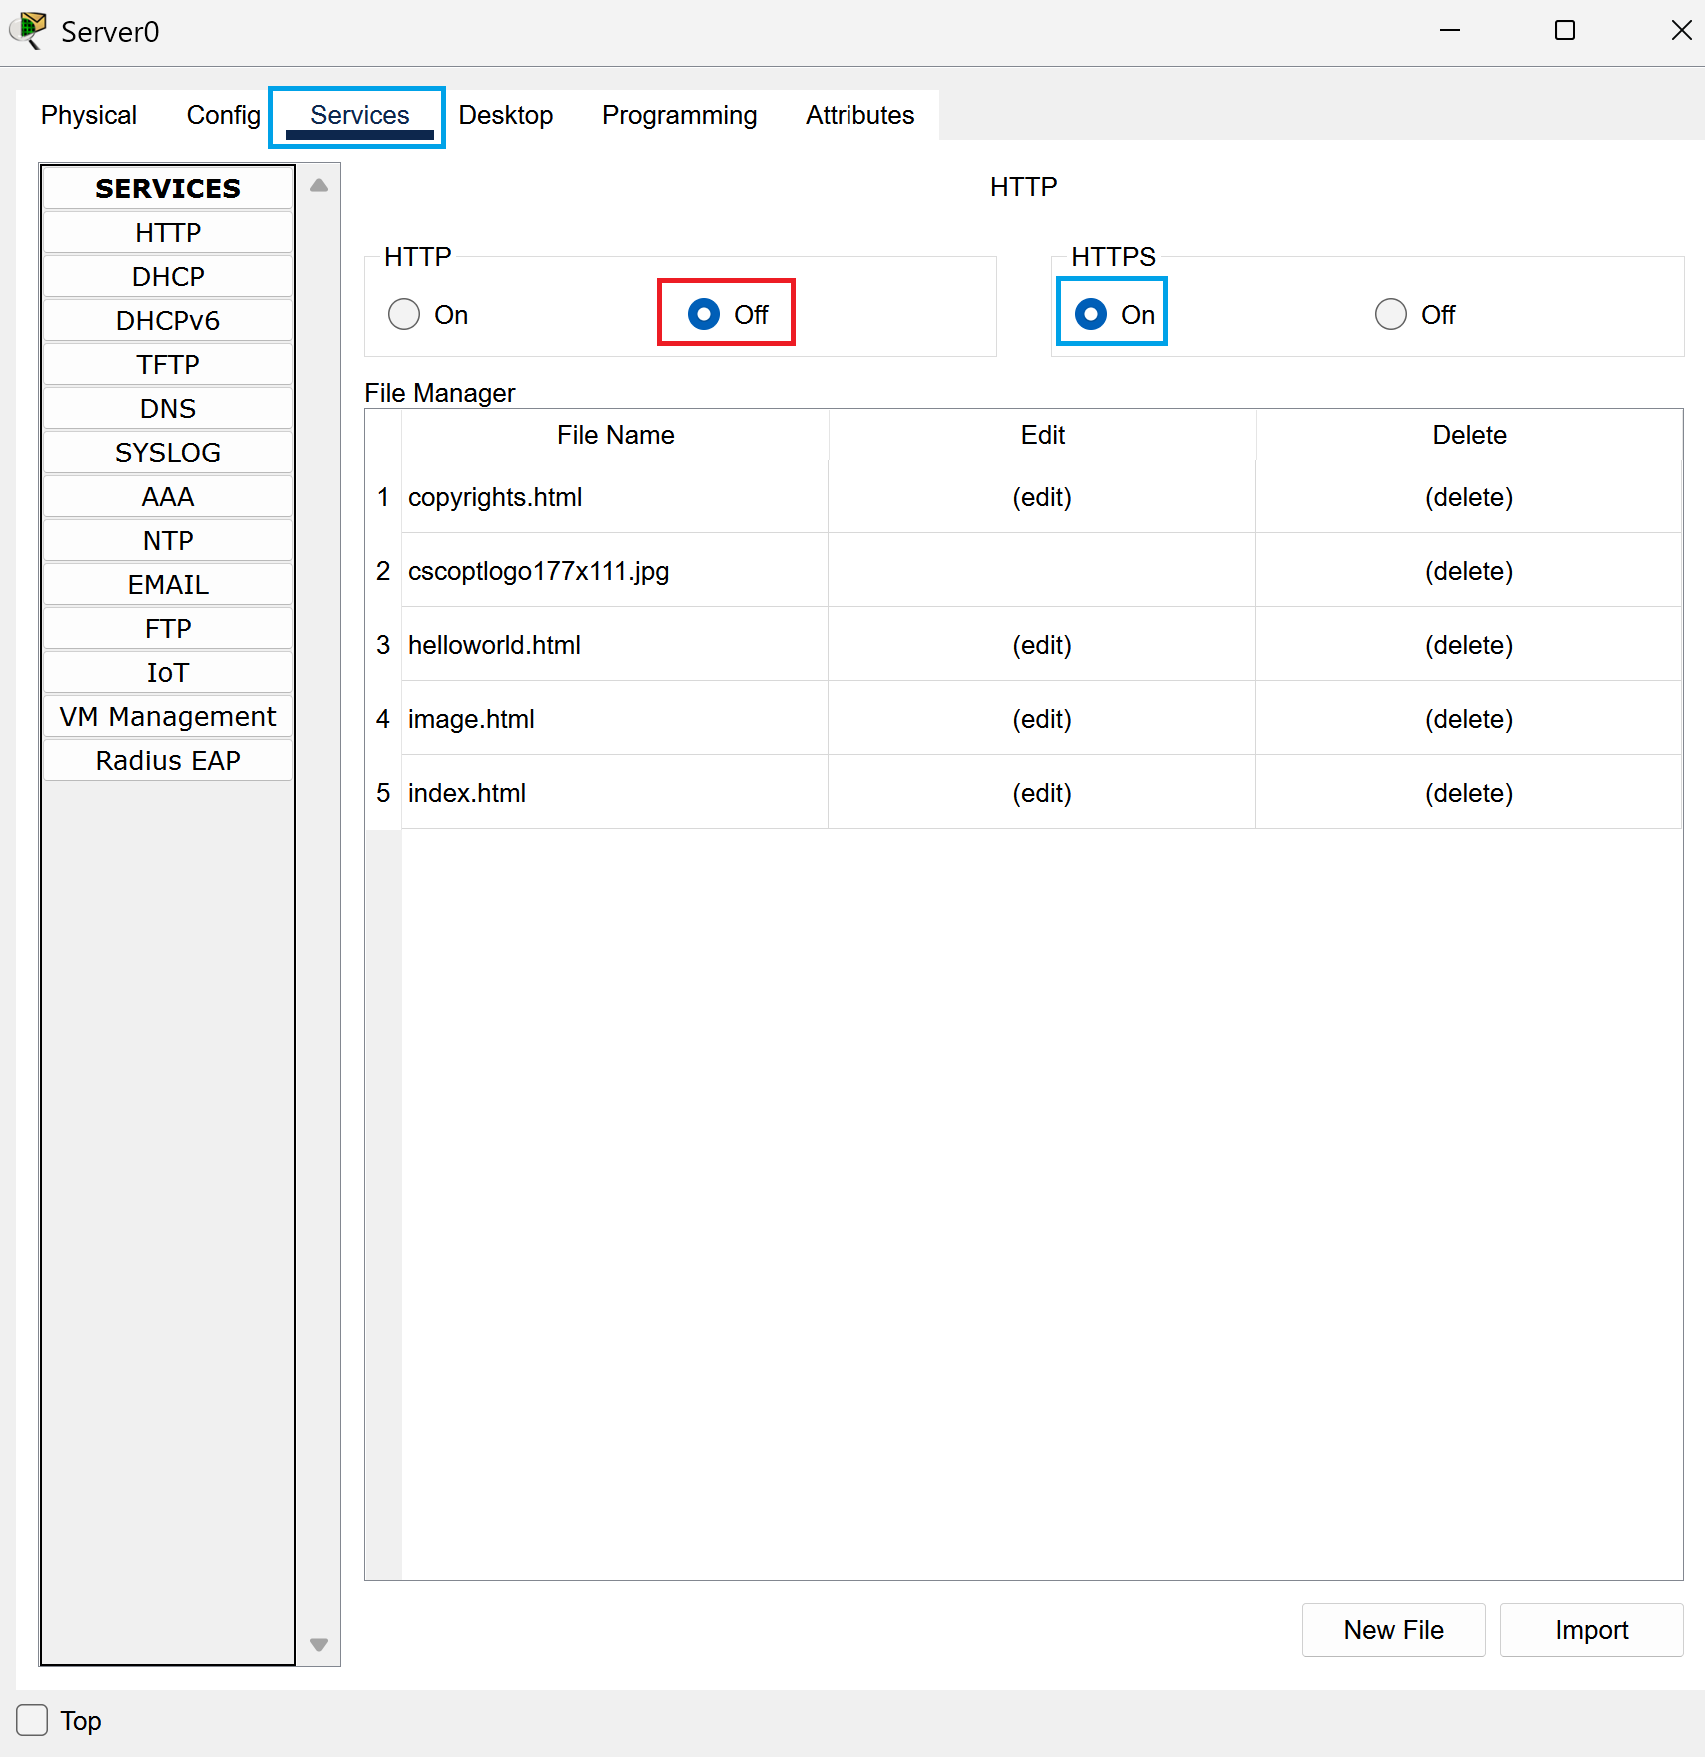 Server0
Physical Config Services Desktop Programming Attributes
SERVICES
HTTP
DHCP
DHCPv6
TFTP
DNS
SYSLOG
AAA
NTP
EMAIL
FTP
IoT
VM Management
Radius EAP
HTTP
HTTP
On Off
HTTPS
On Off
File Manager
File Name Edit Delete
1 copyrights.html (edit) (delete)
2 cscoptlogo177x111.jpg (delete)
3 helloworld.html (edit) (delete)
4 image.html (edit) (delete)
5 index.html (edit) (delete)
New File Import
Top